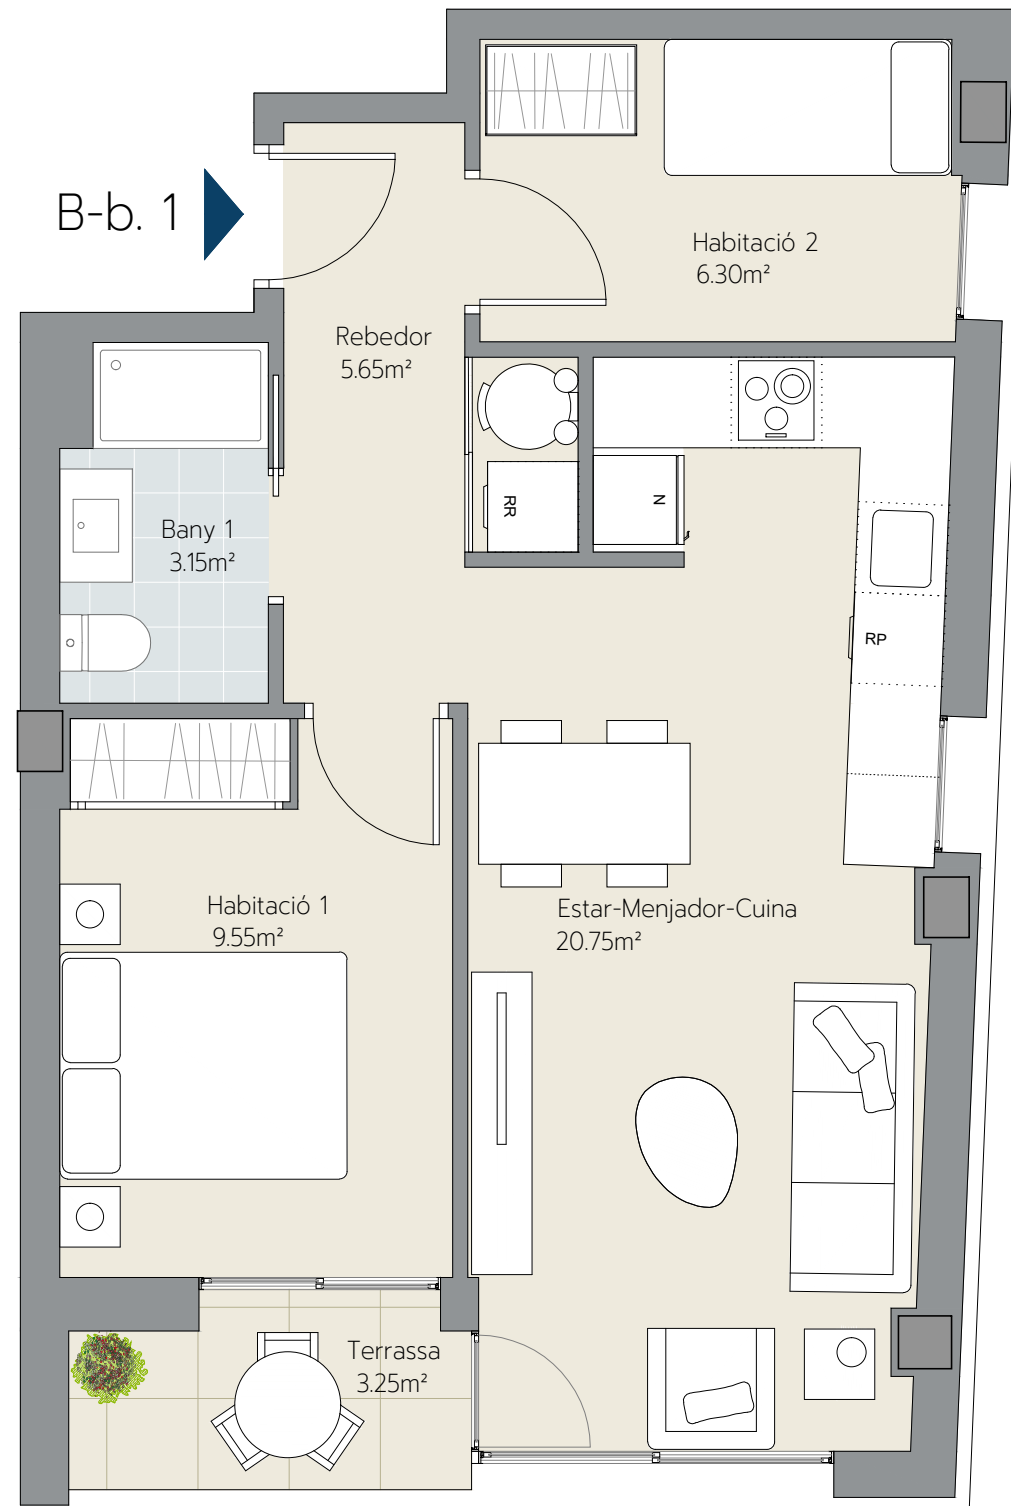 B-b. 1
Habitació 2
6.30m²
Rebedor
5.65m²
RR
N
Bany 1
3.15m²
RP
Habitació 1
9.55m²
Estar-Menjador-Cuina
20.75m²
Terrassa
3.25m²